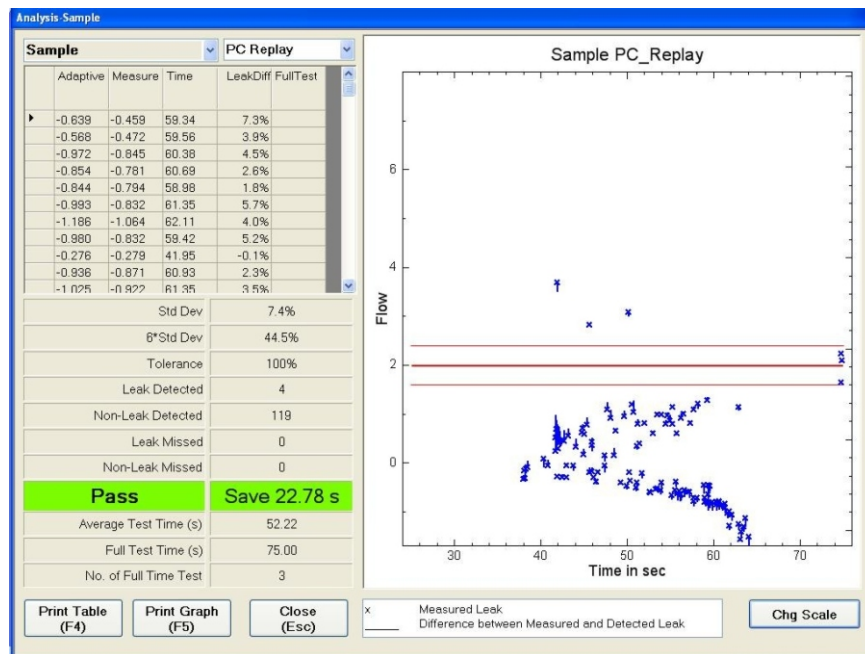 Analysis-Sample
Sample PC Replay
Adaptive Measure Time LeakDiff FullTest
-0.639 -0.459 59.34 7.3%
-0.568 -0.472 59.56 3.9%
-0.972 -0.845 60.38 4.5%
-0.854 -0.781 60.69 2.6%
-0.844 -0.794 58.98 1.8%
-0.993 -0.832 61.35 5.7%
-1.186 -1.064 62.11 4.0%
-0.980 -0.832 59.42 5.2%
-0.276 -0.279 41.95 -0.1%
-0.936 -0.871 60.93 2.3%
-1.025 -0.922 61.35 3.5%
Std Dev 7.4%
6*Std Dev 44.5%
Tolerance 100%
Leak Detected 4
Non-Leak Detected 119
Leak Missed 0
Non-Leak Missed 0
Pass Save 22.78 s
Average Test Time (s) 52.22
Full Test Time (s) 75.00
No. of Full Time Test 3
Sample PC_Replay
Flow
6
4
2
0
30 40 50 60 70
Time in sec
Print Table (F4)
Print Graph (F5)
Close (Esc)
x Measured Leak
Difference between Measured and Detected Leak
Chg Scale